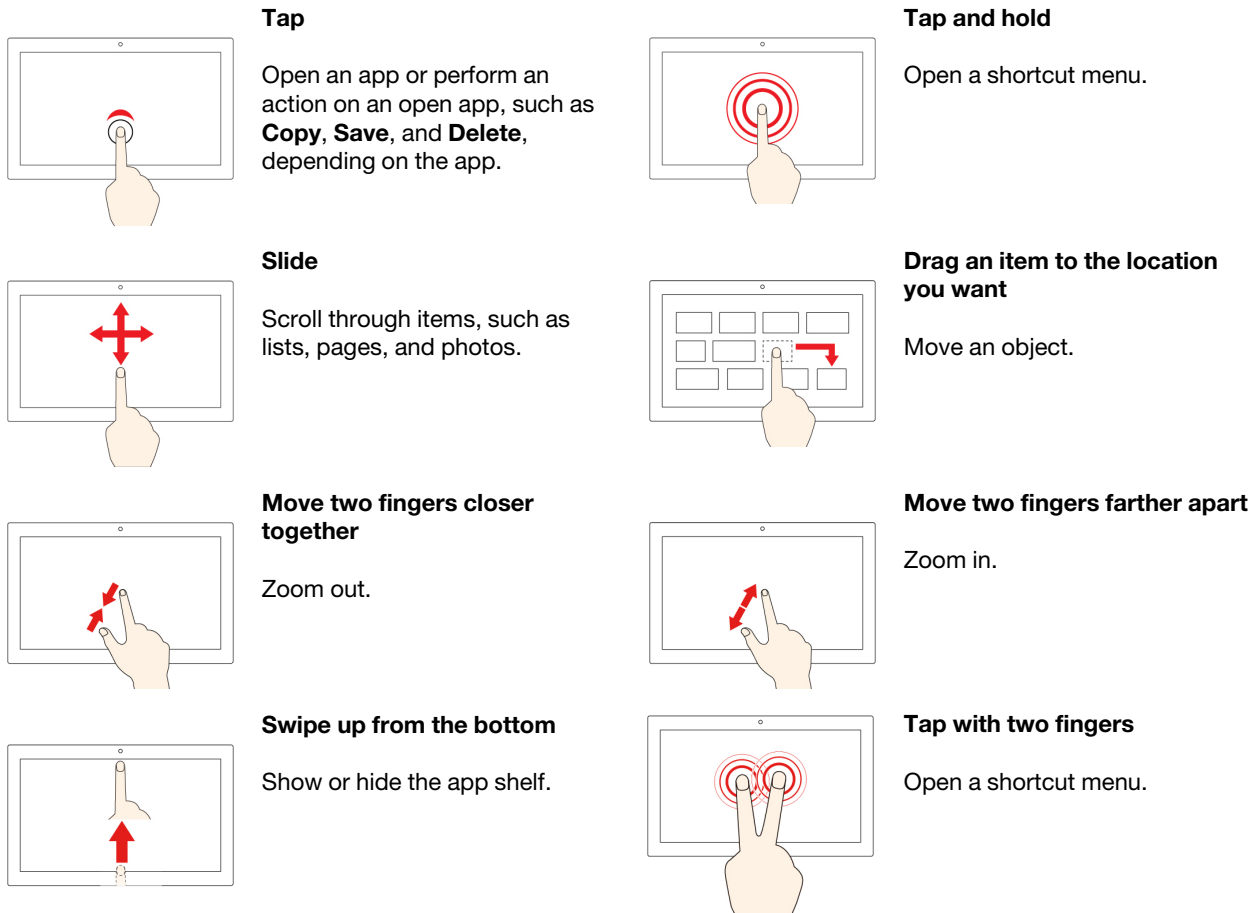 Tap
Open an app or perform an
action on an open app, such as
Copy, Save, and Delete,
depending on the app.
Tap and hold
Open a shortcut menu.
Slide
Scroll through items, such as
lists, pages, and photos.
Drag an item to the location
you want
Move an object.
Move two fingers closer
together
Zoom out.
Move two fingers farther apart
Zoom in.
Swipe up from the bottom
Show or hide the app shelf.
Tap with two fingers
Open a shortcut menu.